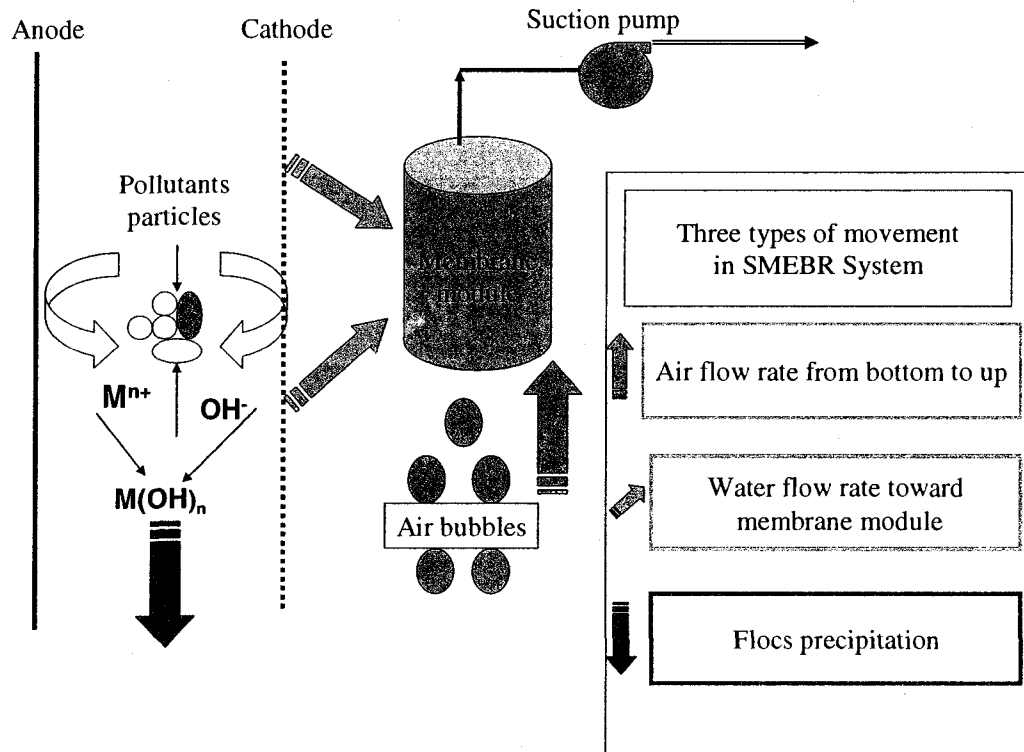 Anode
Cathode
Suction pump
Pollutants
particles
Membrane
module
Three types of movement
in SMEBR System
Air flow rate from bottom to up
Mⁿ⁺
OH⁻
M(OH)ₙ
Air bubbles
Water flow rate toward
membrane module
Flocs precipitation